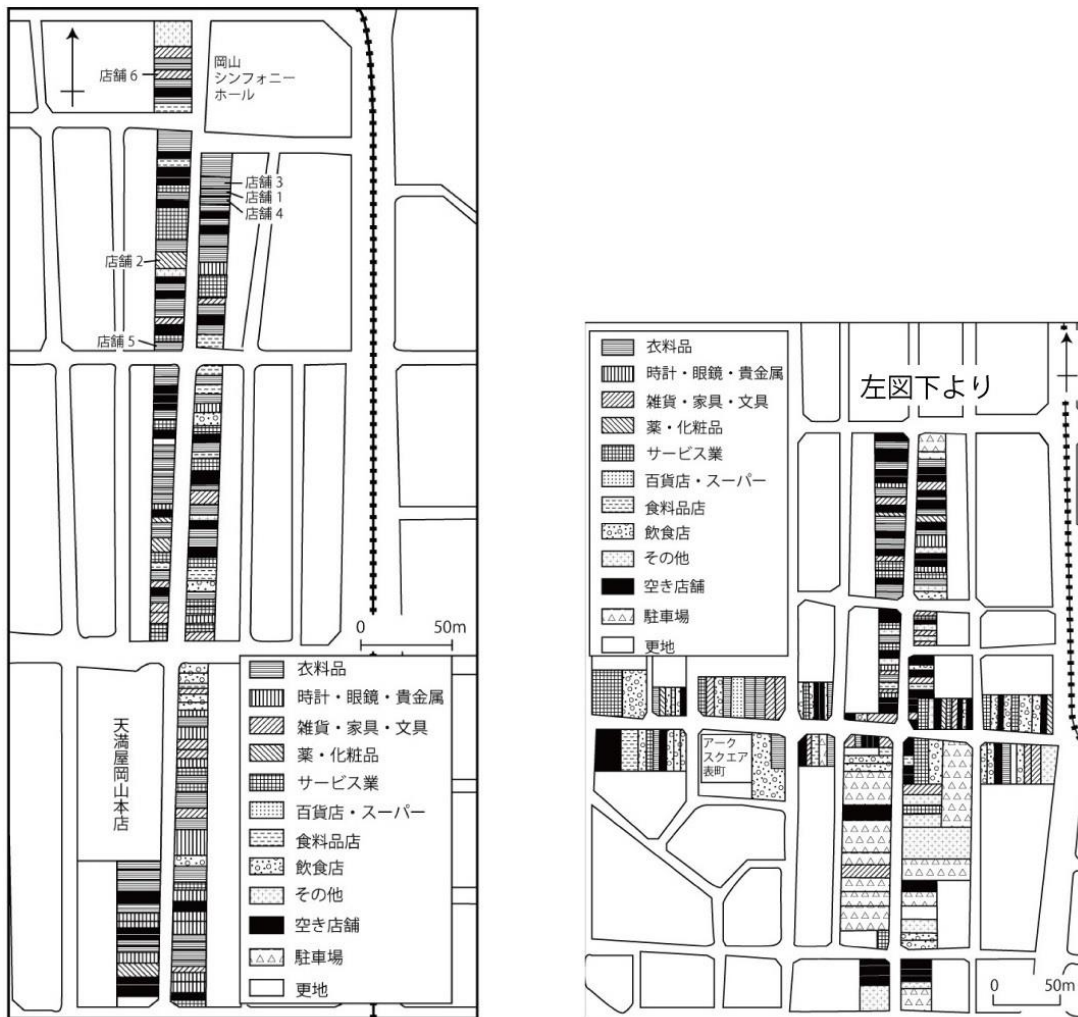 岡山
シンフォニー
ホール
店舗 6
店舗 3
店舗 1
店舗 4
店舗 2
店舗 5
0 50m
天満屋岡山本店
衣料品
時計・眼鏡・貴金属
雑貨・家具・文具
薬・化粧品
サービス業
百貨店・スーパー
食料品店
飲食店
その他
空き店舗
駐車場
更地
衣料品
時計・眼鏡・貴金属
雑貨・家具・文具
薬・化粧品
サービス業
百貨店・スーパー
食料品店
飲食店
その他
空き店舗
駐車場
更地
左図下より
アーク
スクエア
表町
0 50m